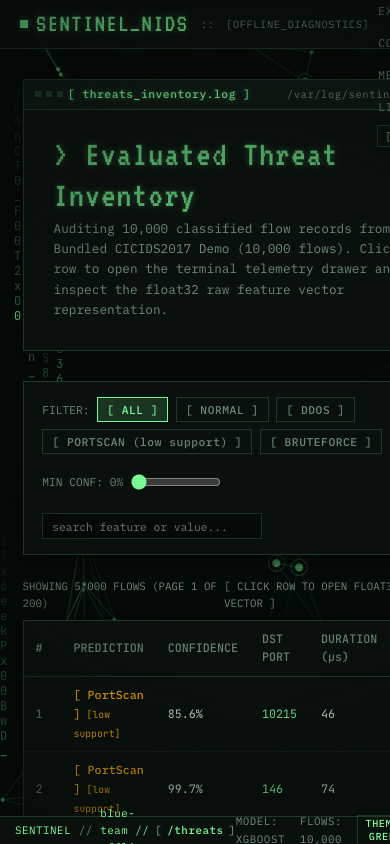 SENTINEL_NIDS :: [OFFLINE_DIAGNOSTICS]
[ threats_inventory.log ] /var/log/sentin
> Evaluated Threat
Inventory
Auditing 10,000 classified flow records from
Bundled CICIDS2017 Demo (10,000 flows). Clic
row to open the terminal telemetry drawer an
inspect the float32 raw feature vector
representation.
FILTER: [ ALL ] [ NORMAL ] [ DDOS ]
[ PORTSCAN (low support) ] [ BRUTEFORCE ]
MIN CONF: 0%
search feature or value...
SHOWING 5,000 FLOWS (PAGE 1 OF
200)
[ CLICK ROW TO OPEN FLOAT3
VECTOR ]
# PREDICTION CONFIDENCE DST
PORT DURATION
(µs)
1 [ PortScan
] [low
support] 85.6% 10215 46
2 [ PortScan
] [low
support] 99.7% 146 74
SENTINEL // blue-
team // [ /threats ]
MODEL:
XGBOOST
FLOWS:
10,000
THEM
GREE